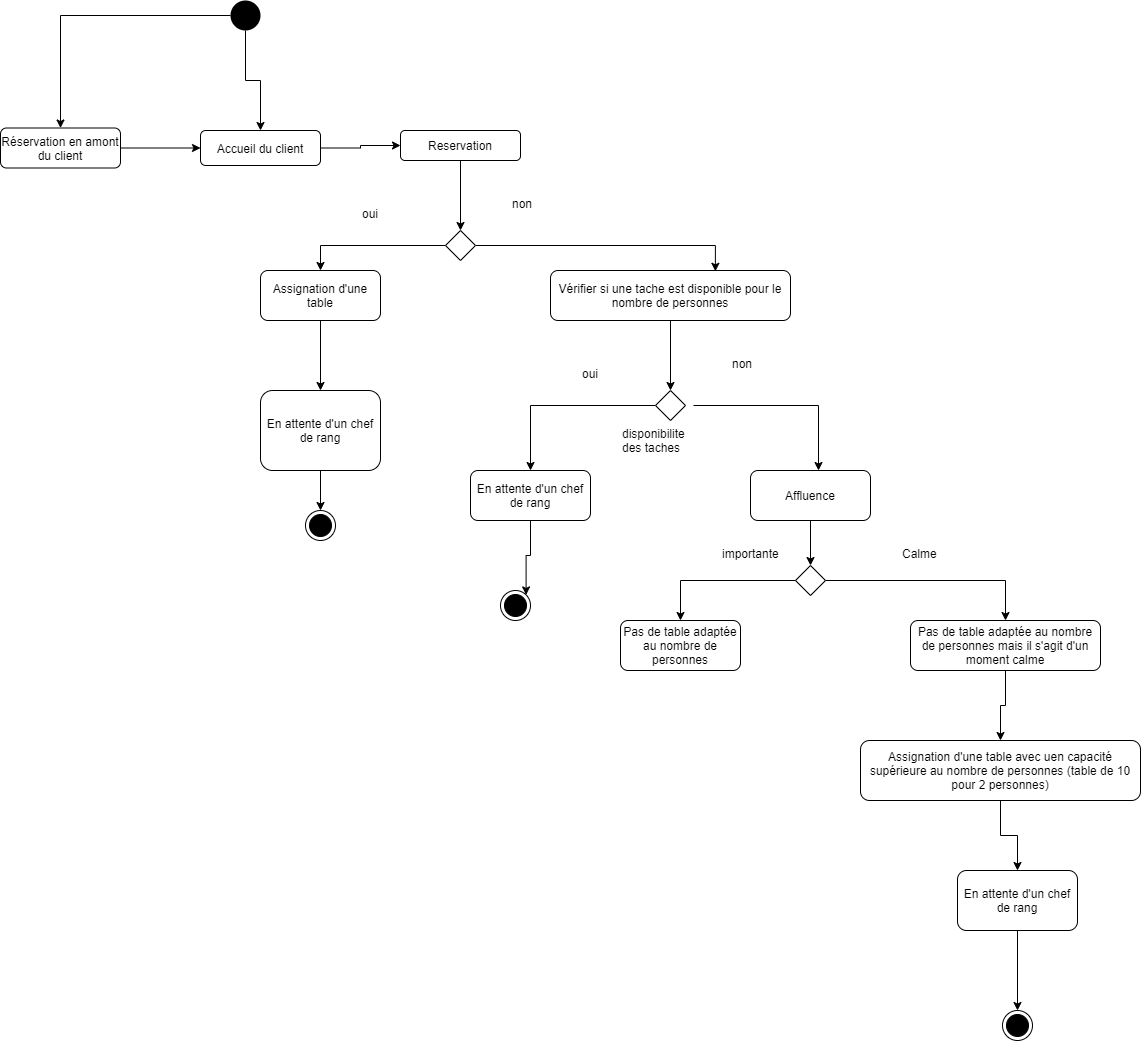 Réservation en amont
du client
Accueil du client
Reservation
oui
non
Assignation d'une
table
Vérifier si une tache est disponible pour le
nombre de personnes
oui
non
En attente d'un chef
de rang
disponibilite
des taches
En attente d'un chef
de rang
Affluence
importante
Calme
Pas de table adaptée
au nombre de
personnes
Pas de table adaptée au nombre
de personnes mais il s'agit d'un
moment calme
Assignation d'une table avec uen capacité
supérieure au nombre de personnes (table de 10
pour 2 personnes)
En attente d'un chef
de rang